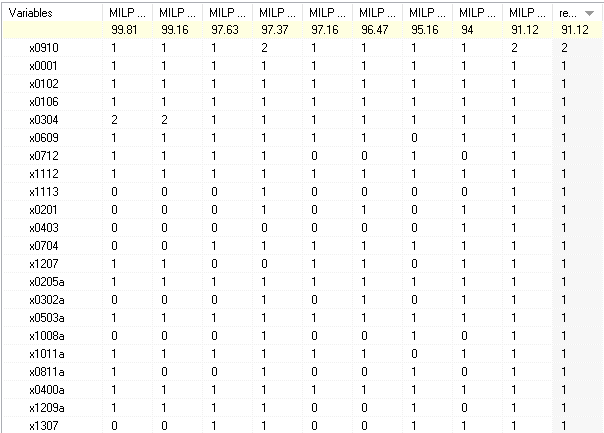 Variables MILP ... MILP ... MILP ... MILP ... MILP ... MILP ... MILP ... MILP ... MILP ... re...
99.81 99.16 97.63 97.37 97.16 96.47 95.16 94 91.12 91.12
x0910 1 1 1 2 1 1 1 1 2 2
x0001 1 1 1 1 1 1 1 1 1 1
x0102 1 1 1 1 1 1 1 1 1 1
x0106 1 1 1 1 1 1 1 1 1 1
x0304 2 2 1 1 1 1 1 1 1 1
x0609 1 1 1 1 1 1 0 1 1 1
x0712 1 1 1 1 0 0 1 0 1 1
x1112 1 1 1 1 1 1 1 1 1 1
x1113 0 0 0 1 0 0 0 0 1 1
x0201 0 0 0 1 0 1 0 1 1 1
x0403 0 0 0 0 0 0 0 1 1 1
x0704 0 0 1 1 1 1 1 1 1 1
x1207 1 1 0 0 1 1 0 1 1 1
x0205a 1 1 1 1 1 1 1 1 1 1
x0302a 0 0 0 1 0 1 0 1 1 1
x0503a 1 1 1 1 1 1 1 1 1 1
x1008a 0 0 0 1 0 0 1 0 1 1
x1011a 1 1 1 1 1 1 0 1 1 1
x0811a 1 0 0 1 0 0 1 0 1 1
x0400a 1 1 1 1 1 1 1 1 1 1
x1209a 1 1 1 1 0 0 1 0 1 1
x1307 0 0 1 1 0 0 1 1 1 1